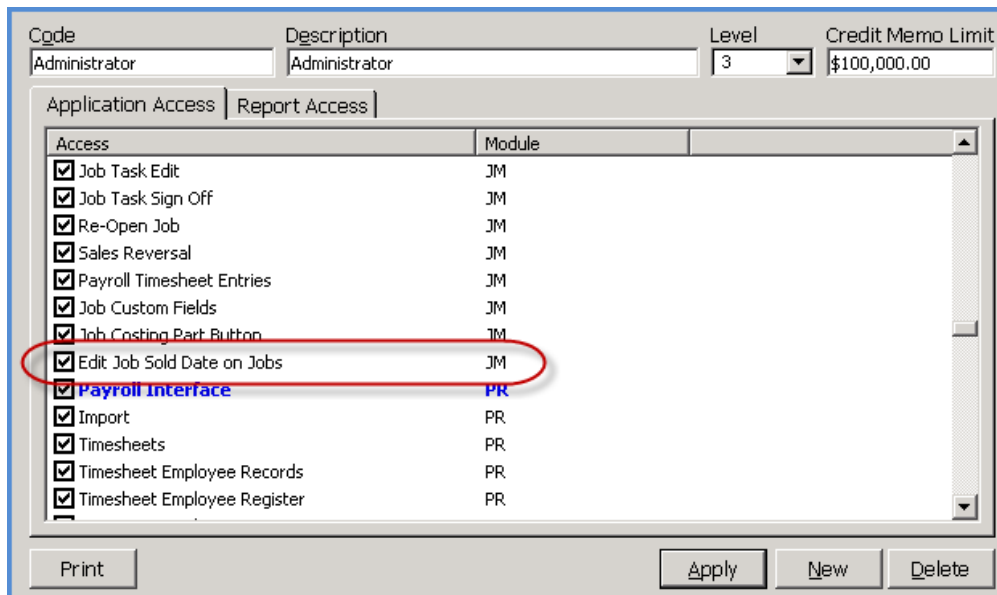 Code Description Level Credit Memo Limit
Administrator Administrator 3 $100,000.00
Application Access Report Access
Access Module
Job Task Edit JM
Job Task Sign Off JM
Re-Open Job JM
Sales Reversal JM
Payroll Timesheet Entries JM
Job Custom Fields JM
Job Costing Part Button JM
Edit Job Sold Date on Jobs JM
Payroll Interface PR
Import PR
Timesheets PR
Timesheet Employee Records PR
Timesheet Employee Register PR
Print Apply New Delete